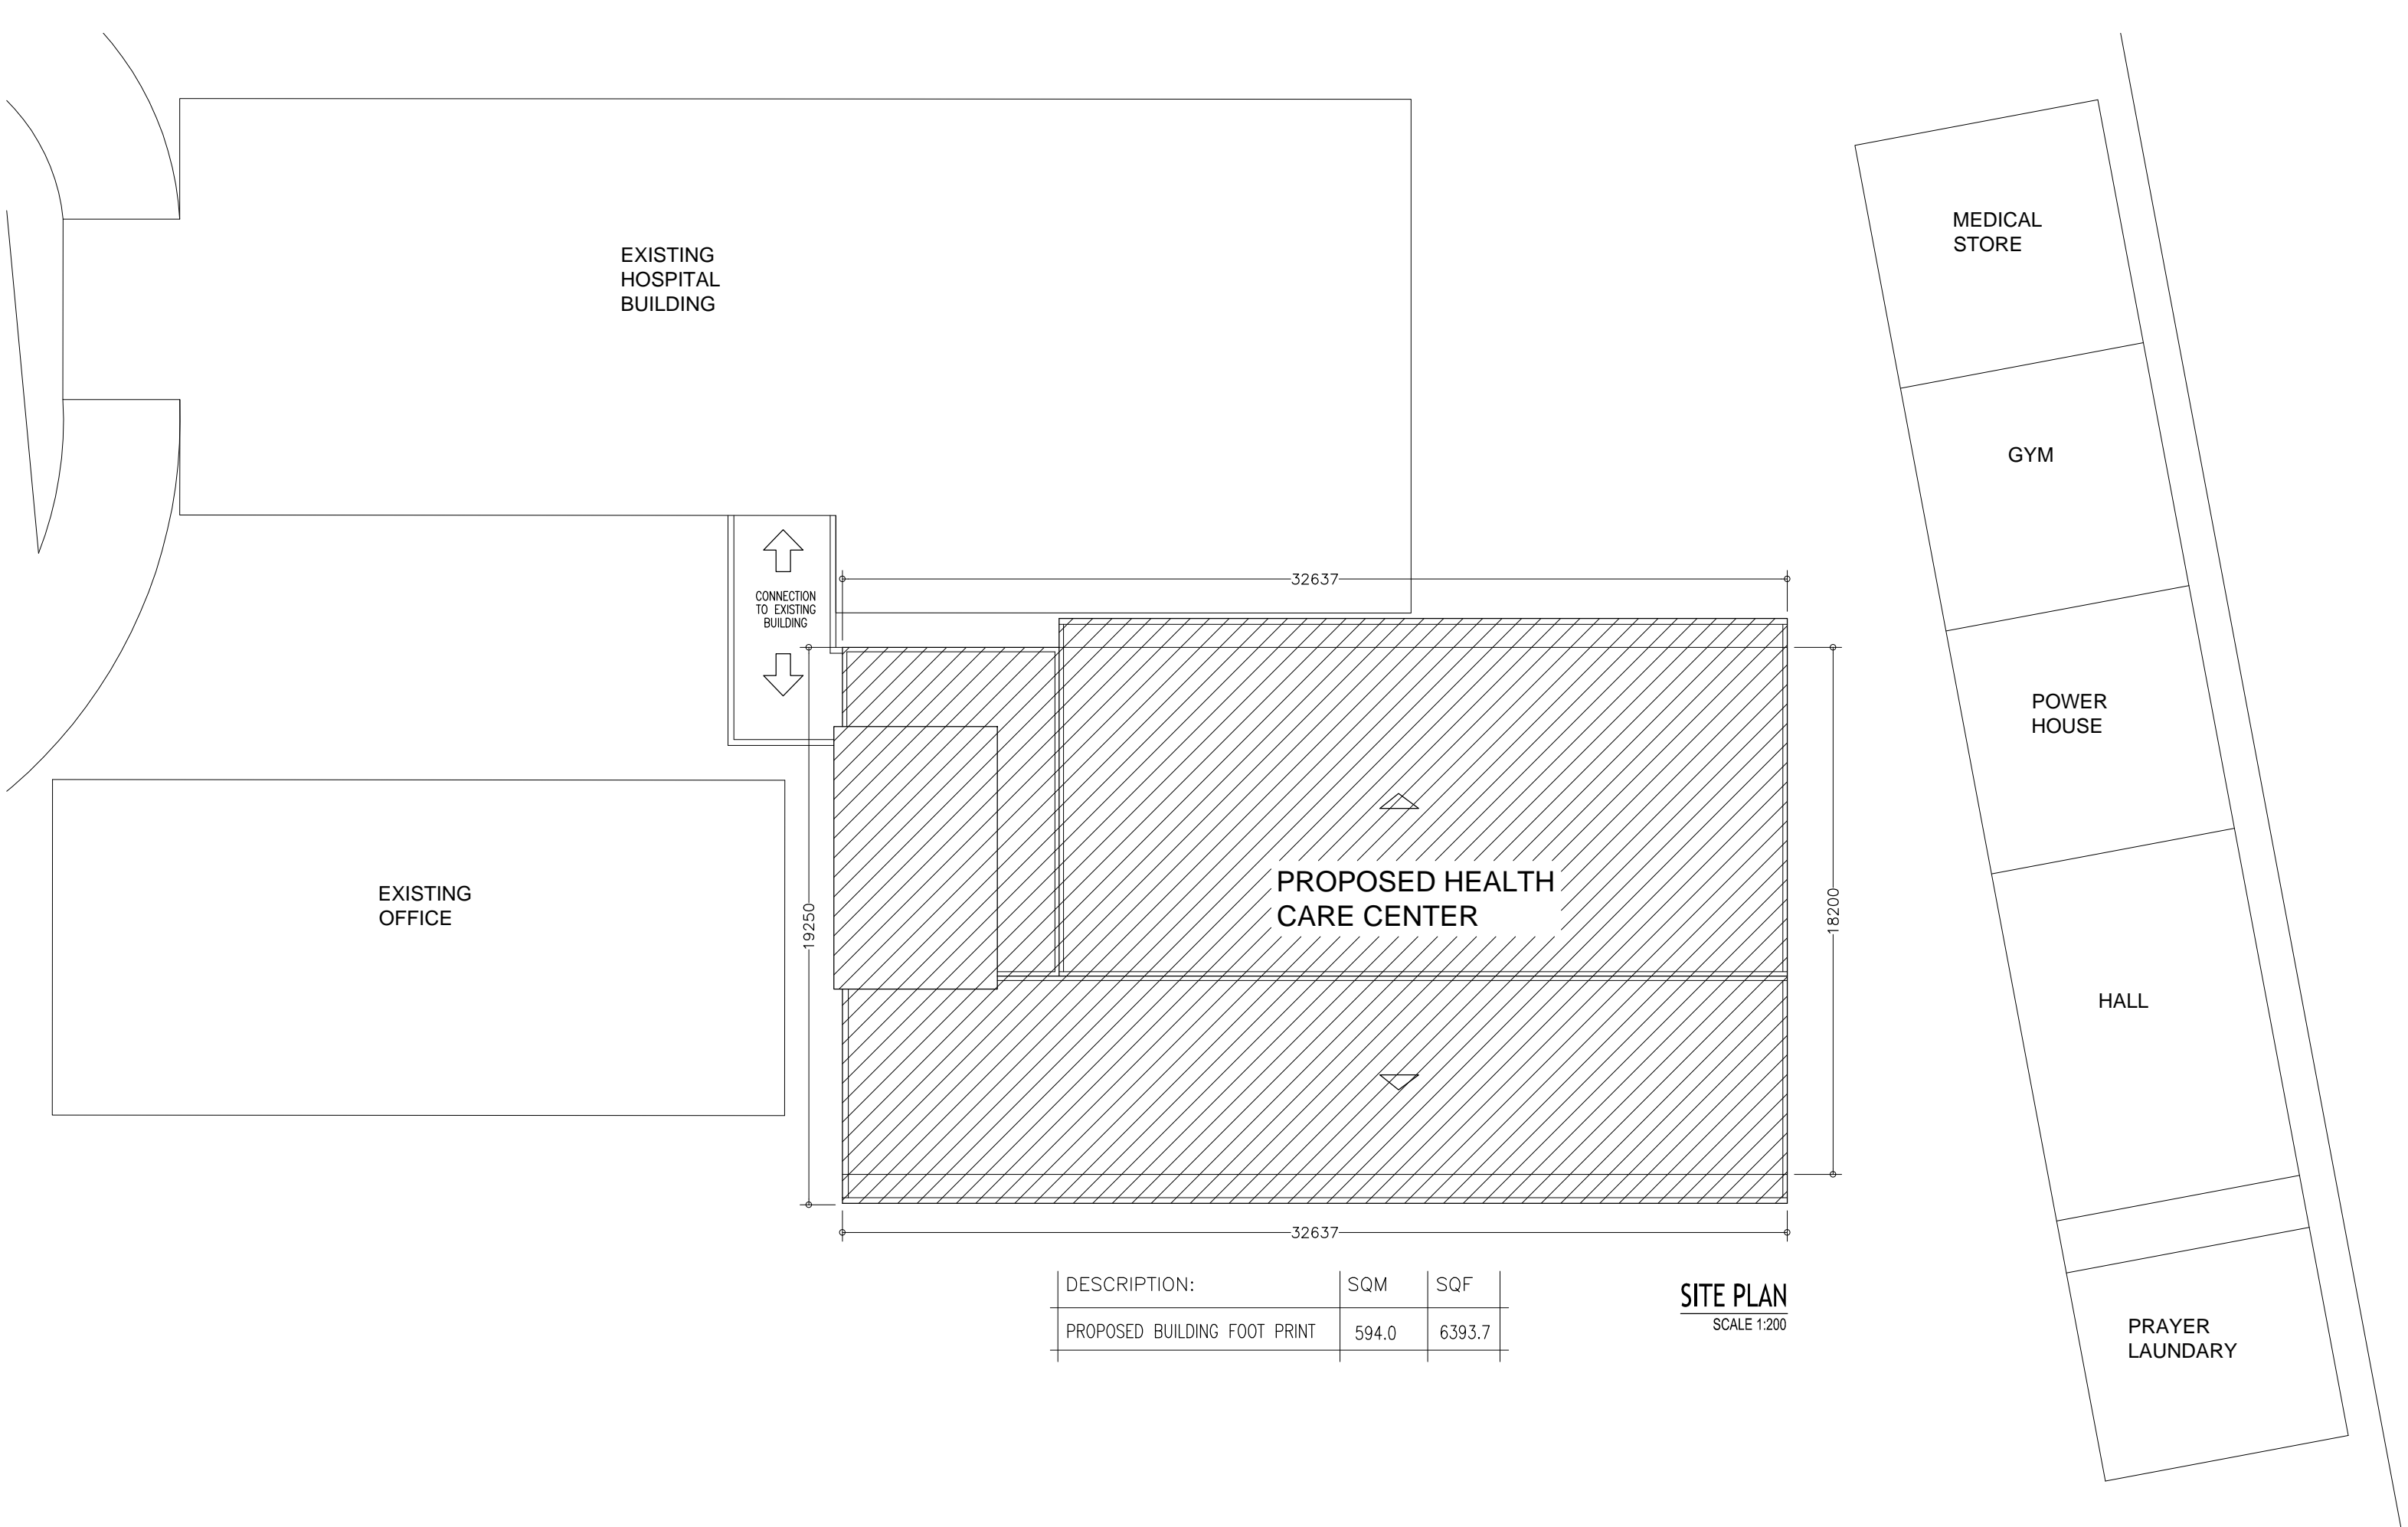 EXISTING
HOSPITAL
BUILDING
MEDICAL
STORE
GYM
CONNECTION
TO EXISTING
BUILDING
32637
POWER
HOUSE
EXISTING
OFFICE
19250
PROPOSED HEALTH
CARE CENTER
18200
HALL
32637
DESCRIPTION: SQM SQF
PROPOSED BUILDING FOOT PRINT 594.0 6393.7
SITE PLAN
SCALE 1:200
PRAYER
LAUNDARY